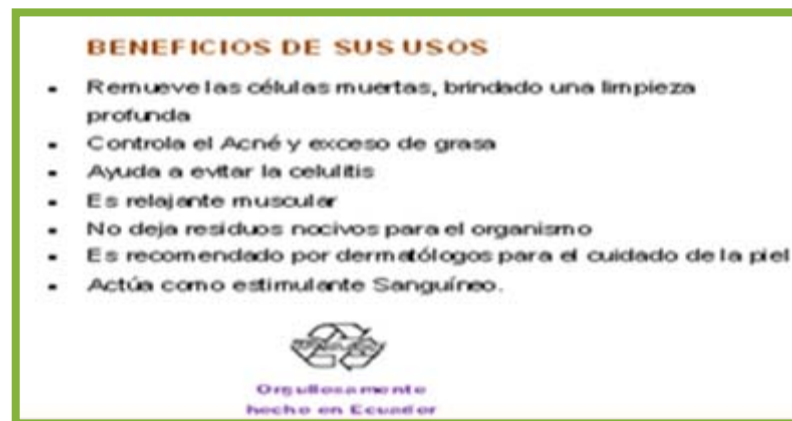 BENEFICIOS DE SUS USOS
Remueve las células muertas, brindado una limpieza
profunda
Controla el Acné y exceso de grasa
Ayuda a evitar la celulitis
Es relajante muscular
No deja residuos nocivos para el organismo
Es recomendado por dermatólogos para el cuidado de la piel
Actúa como estimulante Sanguíneo.
Orgullosamente
hecho en Ecuador